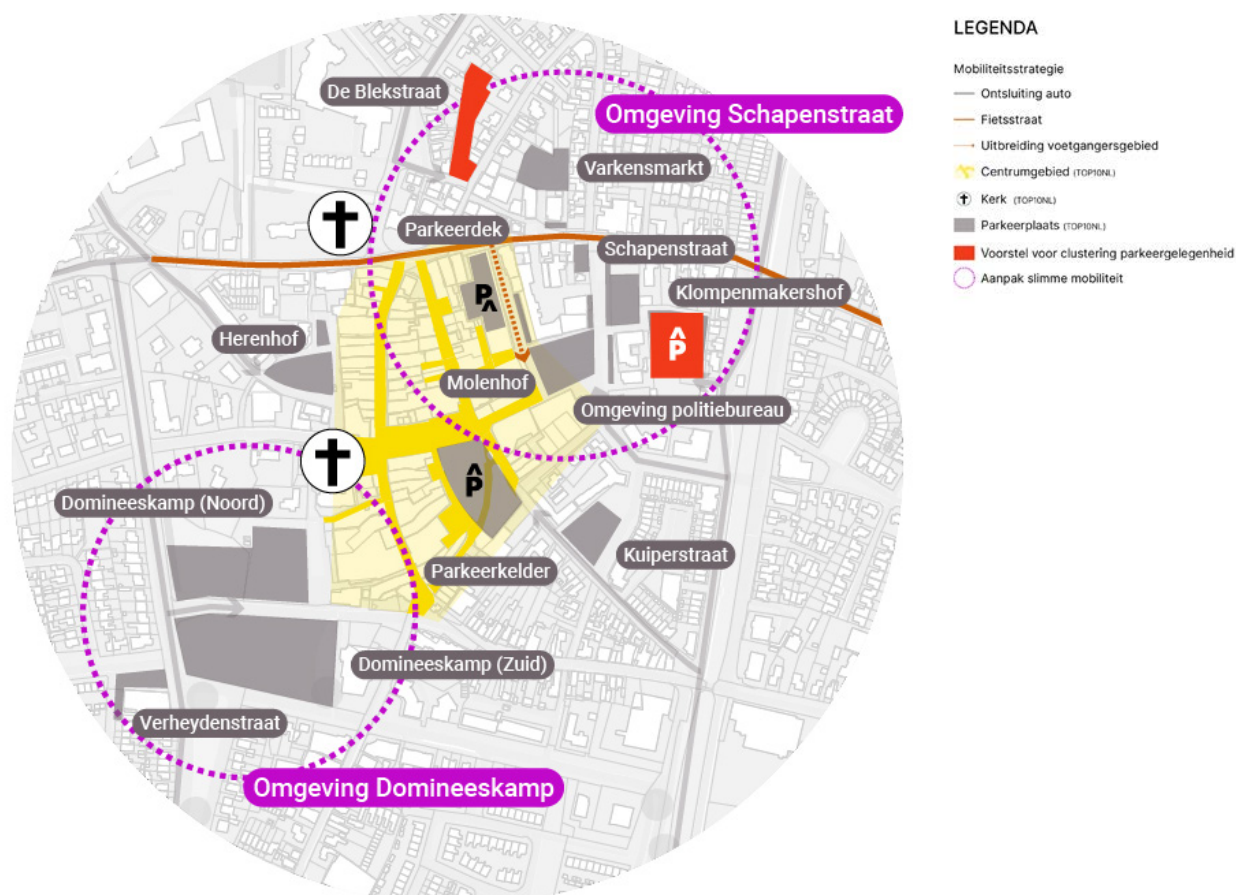 LEGENDA
Mobiliteitsstrategie
Ontsluiting auto
Fietsstraat
Uitbreiding voetgangersgebied
Centrumgebied (TOP10NL)
Kerk (TOP10NL)
Parkeerplaats (TOP10NL)
Voorstel voor clustering parkeergelegenheid
Aanpak slimme mobiliteit
De Blekstraat
Omgeving Schapenstraat
Varkensmarkt
Parkeerdek
Schapenstraat
Klompenmakershof
P
Herenhof
P
Molenhof
Omgeving politiebureau
P
Domineeskamp (Noord)
Kuiperstraat
Parkeerkelder
Domineeskamp (Zuid)
Verheydenstraat
Omgeving Domineeskamp